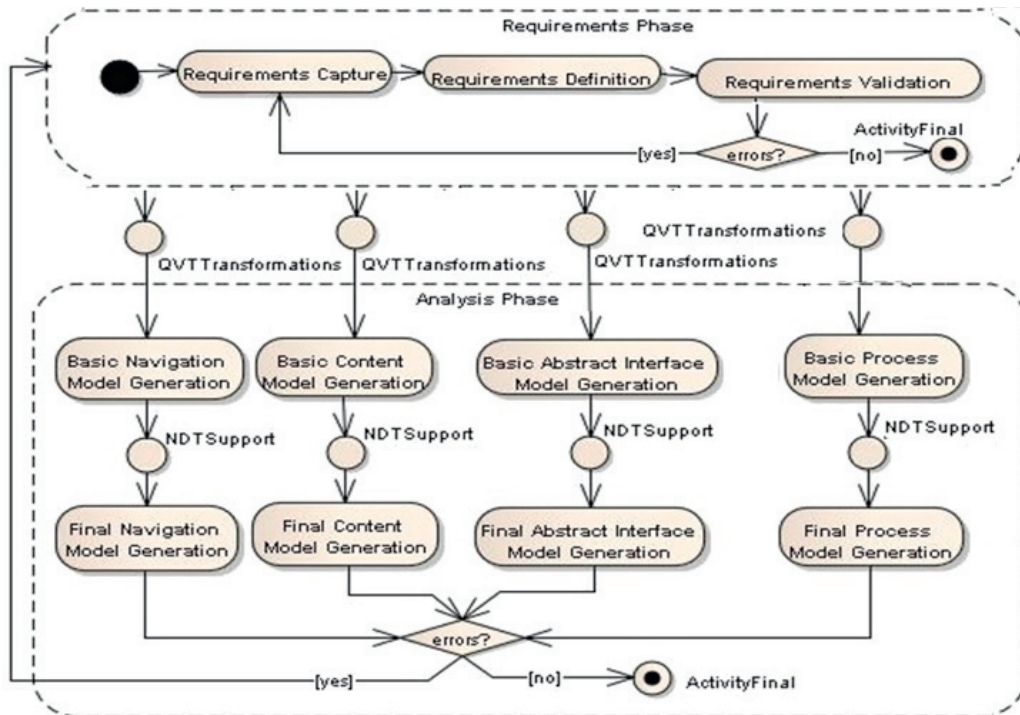 Requirements Phase
Requirements Capture
Requirements Definition
Requirements Validation
ActivityFinal
[yes]
errors?
[no]
QVTTransformations
QVTTransformations
QVTTransformations
QVTTransformations
Analysis Phase
Basic Navigation
Model Generation
Basic Content
Model Generation
Basic Abstract Interface
Model Generation
Basic Process
Model Generation
NDTSupport
NDTSupport
NDTSupport
NDTSupport
Final Navigation
Model Generation
Final Content
Model Generation
Final Abstract Interface
Model Generation
Final Process
Model Generation
errors?
[yes]
[no]
ActivityFinal